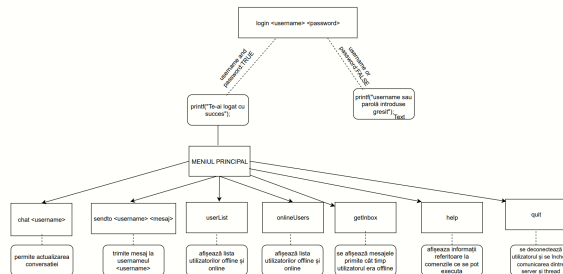 login <username> <password>
username and
password TRUE
username or
password FALSE
printf("Te-ai logat cu
succes");
printf("username sau
parolă introduse
gresit");
Text
MENIUL PRINCIPAL
chat <username>
sendto <username> <mesaj>
userList
onlineUsers
getInbox
help
quit
permite actualizarea
conversatiei
trimite mesaj la
usernameul
<username>
afișează lista
utilizatorilor offline și
online
afișează lista
utilizatorilor offline și
online
se afișează mesajele
primite cât timp
utilizatorul era offline
afișeaza informații
referitoare la
comenzile ce se pot
executa
se deconectează
utilizatorul și se înch
comunicarea dintre
server și thread